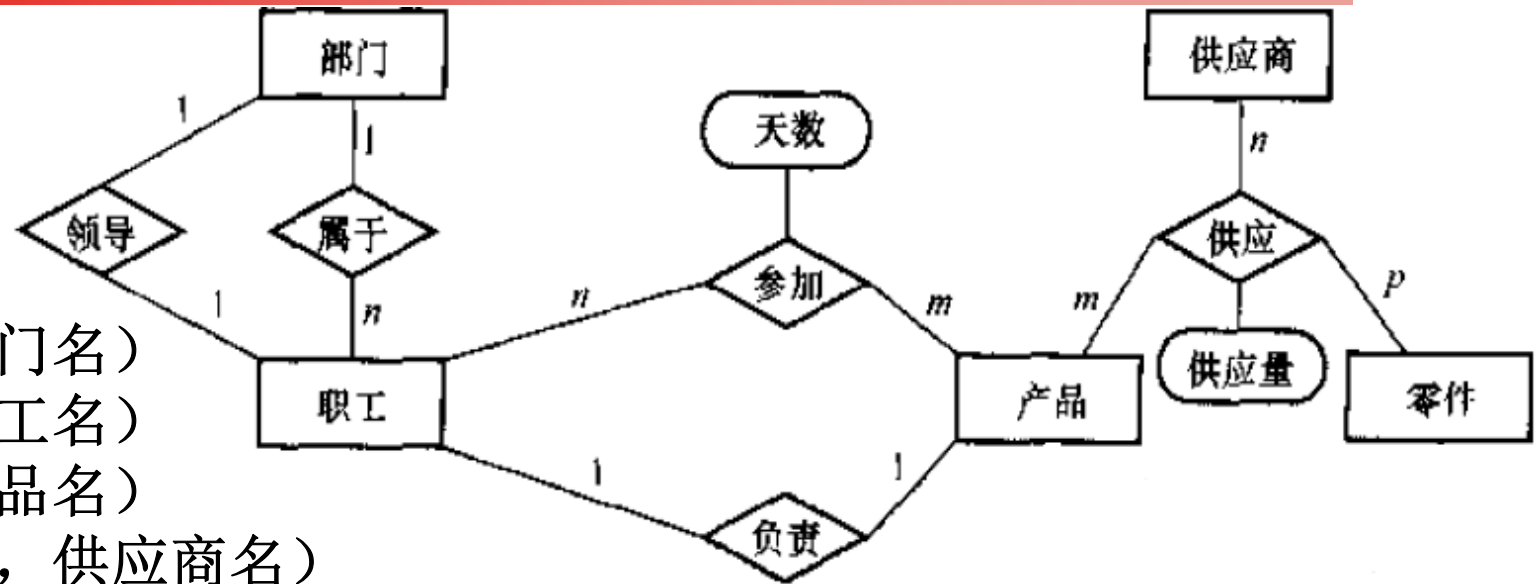 部门
供应商
1
1
天数
n
领导
属于
参加
供应
1
n
n
m
m
p
门名）
工名）
品名）
，供应商名）
职工
产品
供应量
零件
1
1
负责